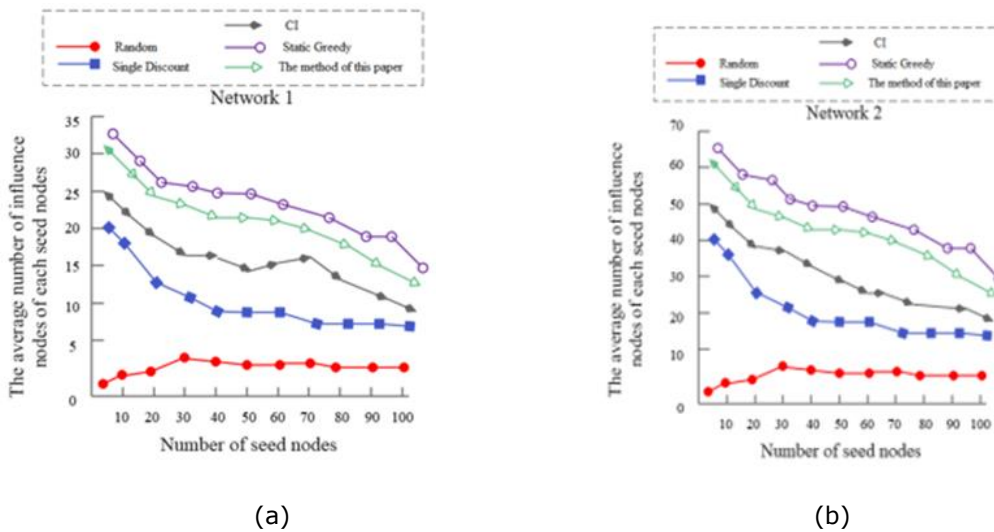 CI
Random
Static Greedy
Single Discount
The method of this paper
Network 1
The average number of influence
nodes of each seed nodes
35
30
25
20
15
10
5
0
10 20 30 40 50 60 70 80 90 100
Number of seed nodes
(a)
CI
Random
Static Greedy
Single Discount
The method of this paper
Network 2
The average number of influence
nodes of each seed nodes
70
60
50
40
30
20
10
0
10 20 30 40 50 60 70 80 90 100
Number of seed nodes
(b)